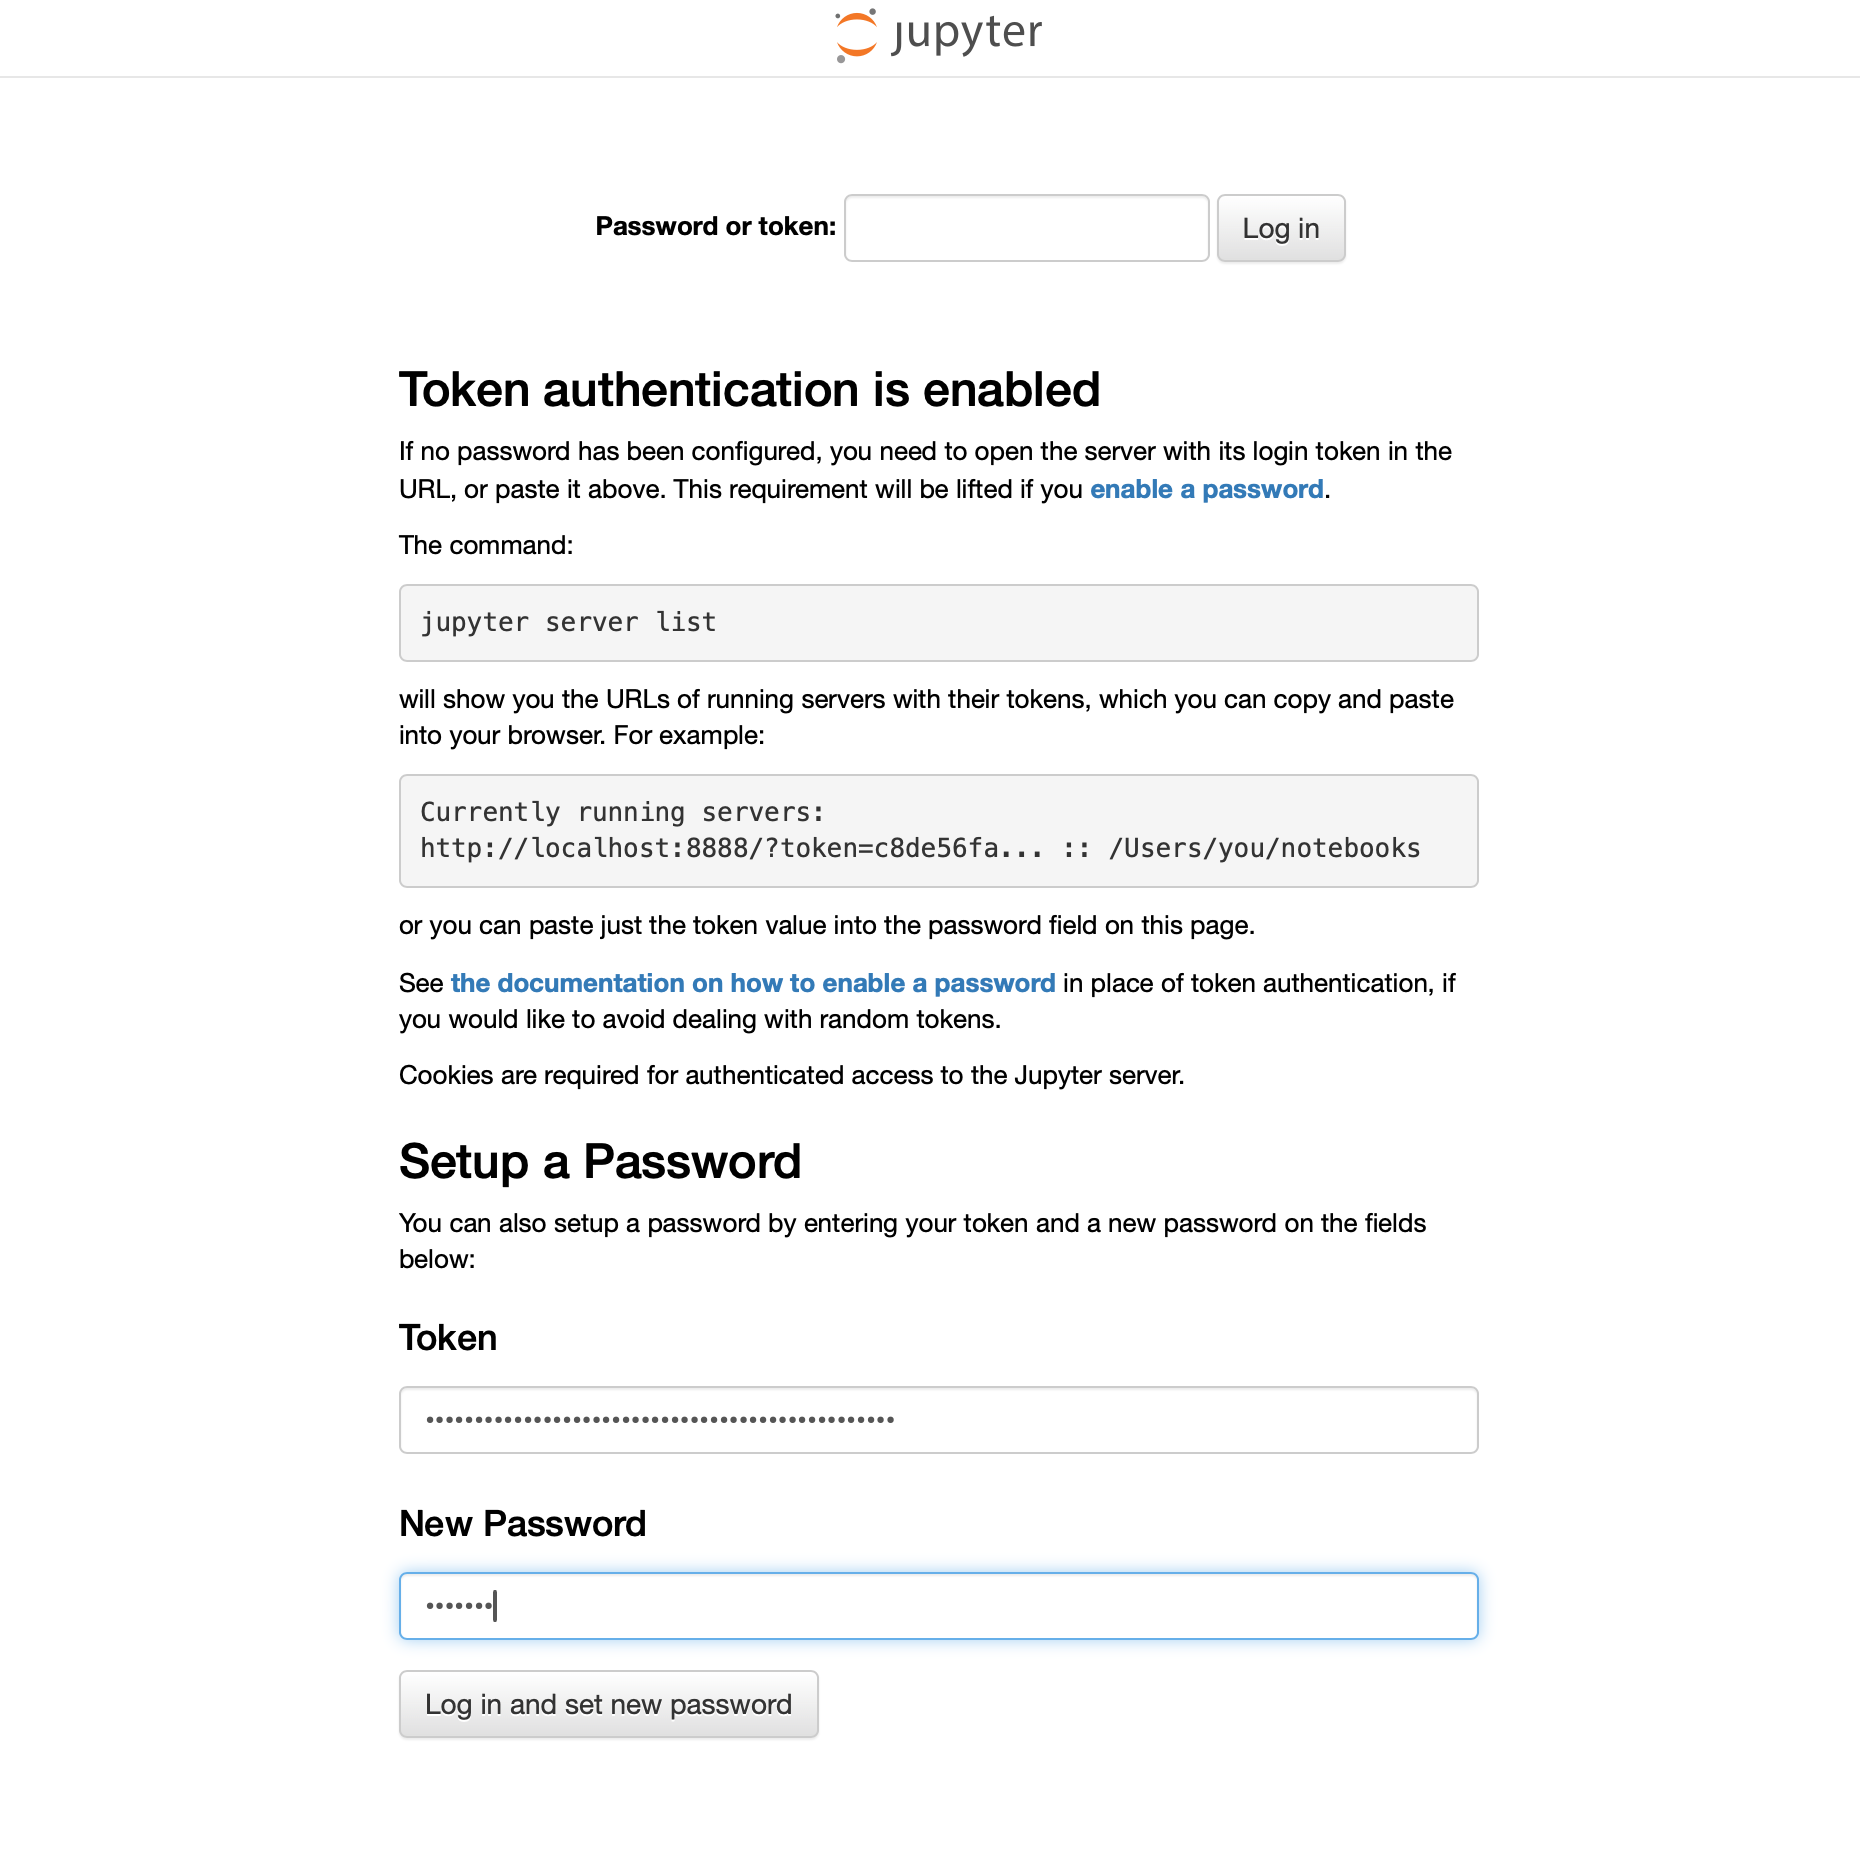 jupyter
Password or token:
Log in
Token authentication is enabled
If no password has been configured, you need to open the server with its login token in the
URL, or paste it above. This requirement will be lifted if you enable a password.
The command:
jupyter server list
will show you the URLs of running servers with their tokens, which you can copy and paste
into your browser. For example:
Currently running servers:
http://localhost:8888/?token=c8de56fa... :: /Users/you/notebooks
or you can paste just the token value into the password field on this page.
See the documentation on how to enable a password in place of token authentication, if
you would like to avoid dealing with random tokens.
Cookies are required for authenticated access to the Jupyter server.
Setup a Password
You can also setup a password by entering your token and a new password on the fields
below:
Token
New Password
Log in and set new password